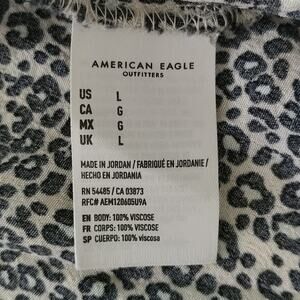 AMERICAN EAGLE
OUTFITTERS
US L
CA G
MX G
UK L
MADE IN JORDAN / FABRIQUÉ EN JORDANIE /
HECHO EN JORDANIA
RN 54485 / CA 03873
RFC# AEM120605U9A
EN: BODY: 100% VISCOSE
FR: CORPS: 100% VISCOSE
SP: CUERPO: 100% viscosa